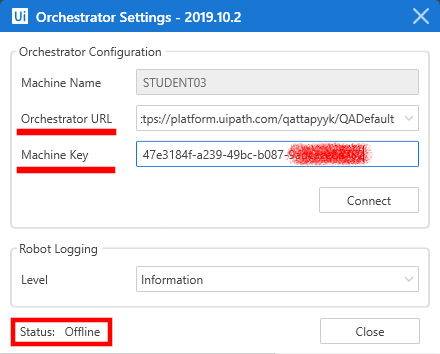 Ui Orchestrator Settings - 2019.10.2
Orchestrator Configuration
Machine Name STUDENT03
Orchestrator URL :tps://platform.uipath.com/qattapyyk/QADefault
Machine Key 47e3184f-a239-49bc-b087-
Connect
Robot Logging
Level Information
Status: Offline
Close